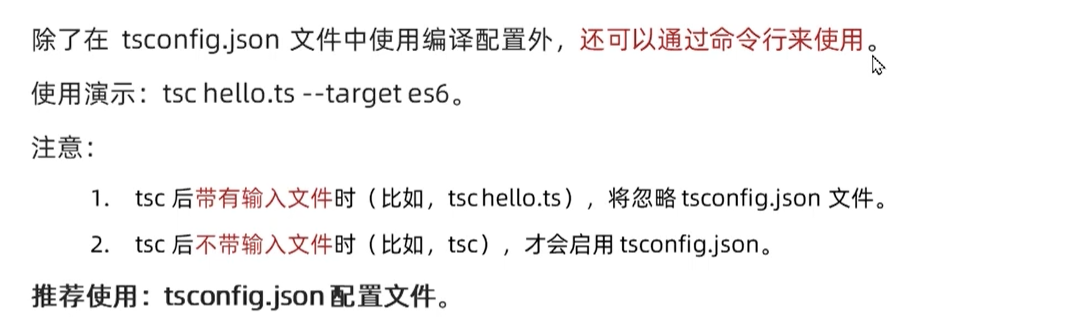 除了在 tsconfig.json 文件中使用编译配置外，还可以通过命令行来使用。
使用演示：tsc hello.ts --target es6。
注意：
1. tsc 后带有输入文件时（比如，tsc hello.ts），将忽略 tsconfig.json 文件。
2. tsc 后不带输入文件时（比如，tsc），才会启用 tsconfig.json。
推荐使用：tsconfig.json 配置文件。